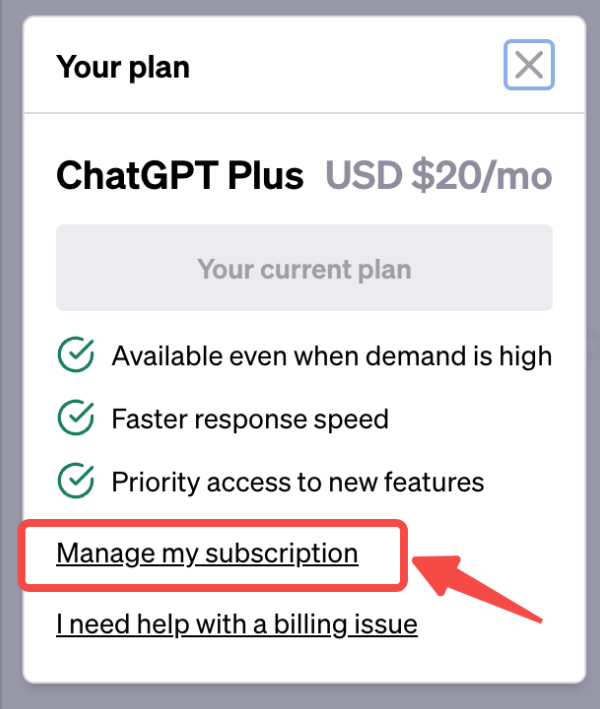 Your plan
ChatGPT Plus USD $20/mo
Your current plan
Available even when demand is high
Faster response speed
Priority access to new features
Manage my subscription
I need help with a billing issue